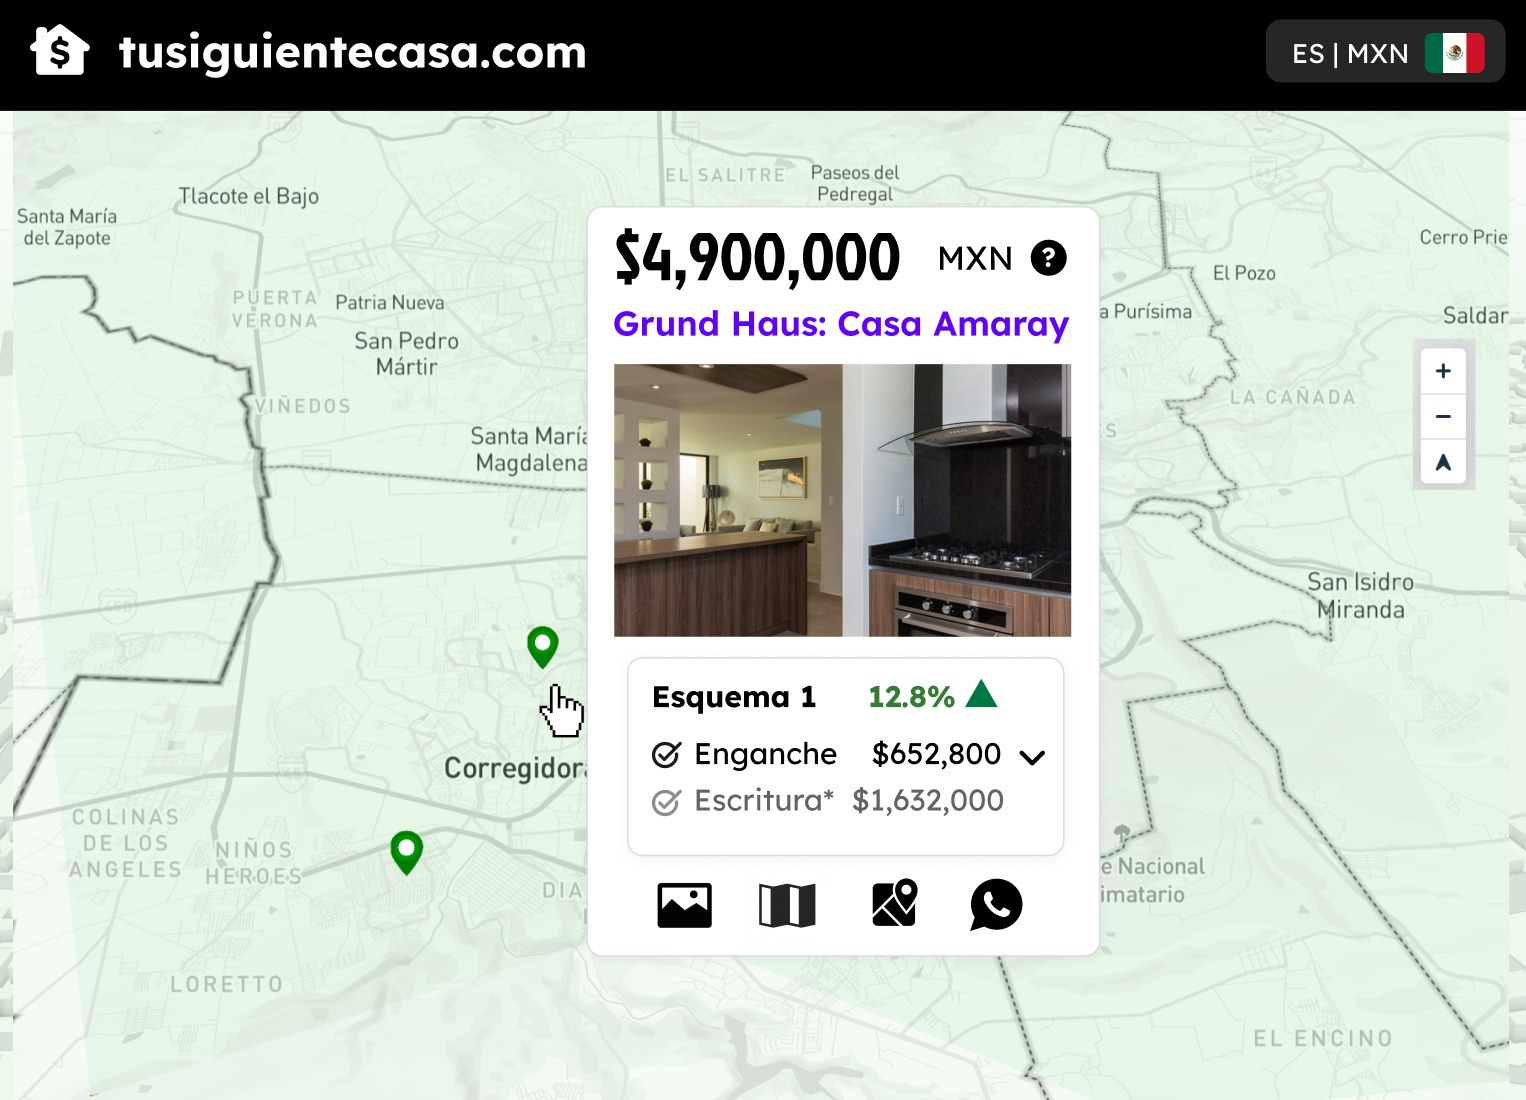 tusiguientecasa.com
ES | MXN
EL SALITRE
Paseos del
Pedregal
Tlacote el Bajo
Santa María
del Zapote
Cerro Prie
El Pozo
$4,900,000 MXN ?
PUERTA
VERONA
Patria Nueva
a Purísima
Saldar
Grund Haus: Casa Amaray
San Pedro
Mártir
VIÑEDOS
LA CAÑADA
Santa María
Magdalena
ES
San Isidro
Miranda
Esquema 1 12.8%
Enganche $652,800
Escritura* $1,632,000
Corregidora
COLINAS
DE LOS
ANGELES
NIÑOS
HEROES
DIA
e Nacional
imatario
LORETTO
EL ENCINO